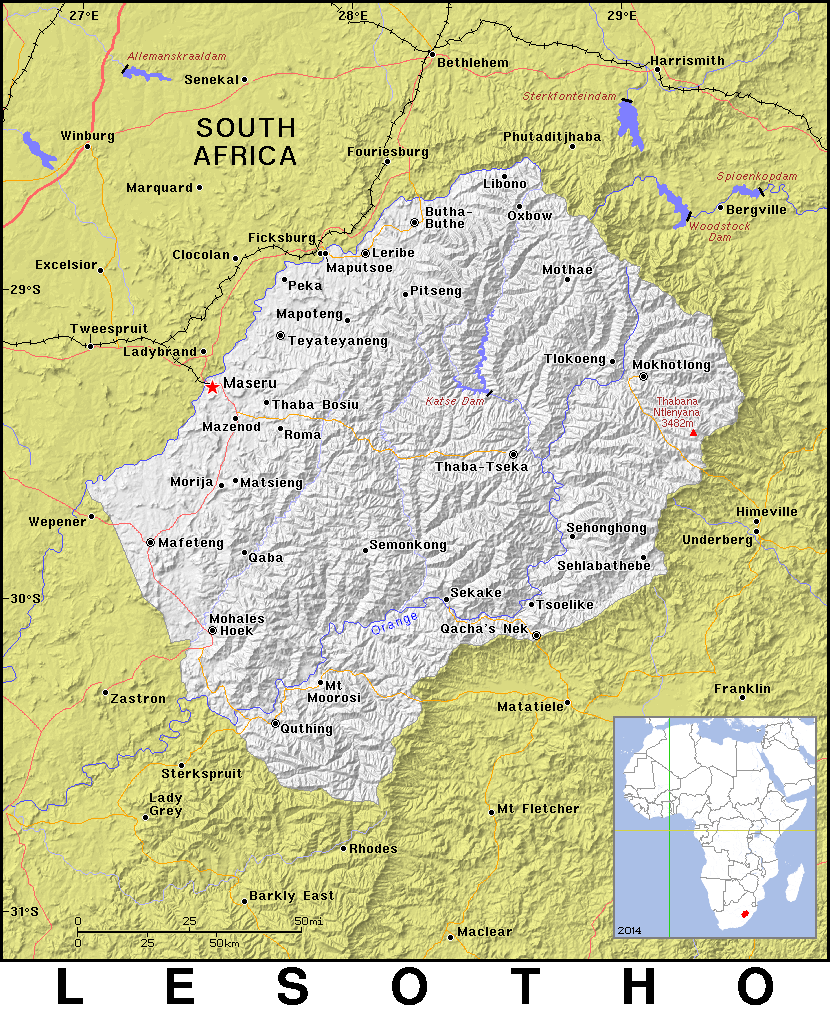 27°E
28°E
29°E
Allemanskraaldam
Senekal
Bethlehem
Harrismith
Sterkfonteindam
SOUTH
AFRICA
Winburg
Fouriesburg
Phutaditjhaba
Marquard
Libono
Spioenkopdam
Butha-
Buthe
Oxbow
Bergville
Woodstock
Dam
Ficksburg
Clocolan
Leribe
Maputsoe
Excelsior
Mothae
29°S
Peka
Pitseng
Mapoteng
Tweespruit
Teyateyaneng
Ladybrand
Tlokoeng
Mokhotlong
Maseru
Katse Dam
Thabana
Ntlenyana
3482m
Thaba Bosiu
Mazenod
Roma
Thaba-Tseka
Morija
Matsieng
Wepener
Himeville
Sehonghong
Underberg
Mafeteng
Semonkong
Qaba
Sehlabathebe
30°S
Sekake
Tsoelike
Mohales
Hoek
Orange
Qacha's Nek
Mt
Moorosi
Zastron
Franklin
Matatiele
Quthing
Sterkspruit
Lady
Grey
Mt Fletcher
Rhodes
Barkly East
31°S
0
50mi
0
25
25
50km
Maclear
2014
L E S O T H O